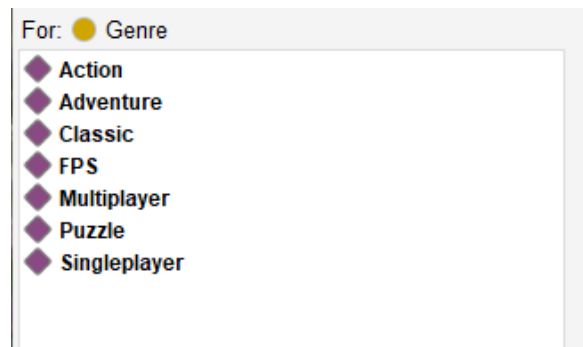 For: Genre
Action
Adventure
Classic
FPS
Multiplayer
Puzzle
Singleplayer